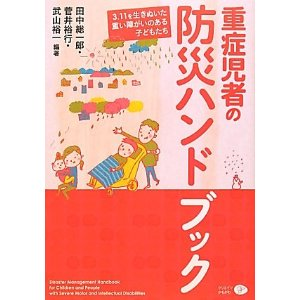 重症児者の
防災ハンドブック
3.11を生きぬいた
重い障がいのある
子どもたち
田中総一郎・
菅井裕行・
武山裕一
編著
Disaster Management Handbook
for Children and People
with Severe Motor and Intellectual Disabilities